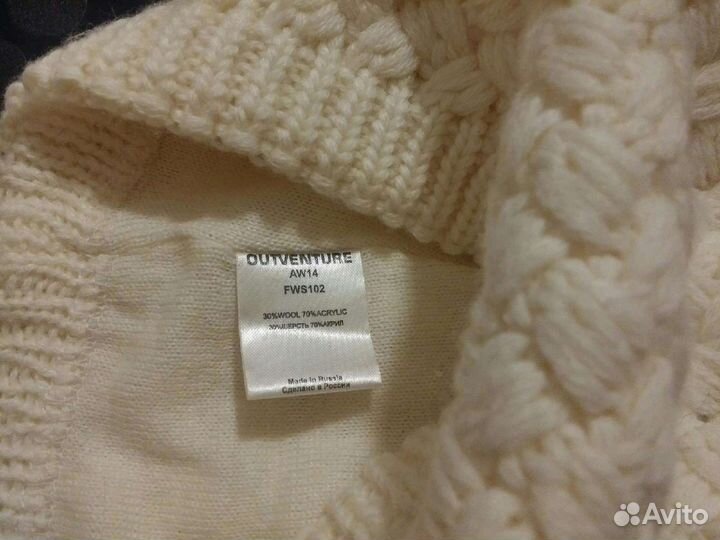 OUTVENTURE
AW14
FWS102
30%WOOL 70%ACRYLIC
30%ШЕРСТЬ 70%АКРИЛ
Made in Russia
Сделано в России
Avito